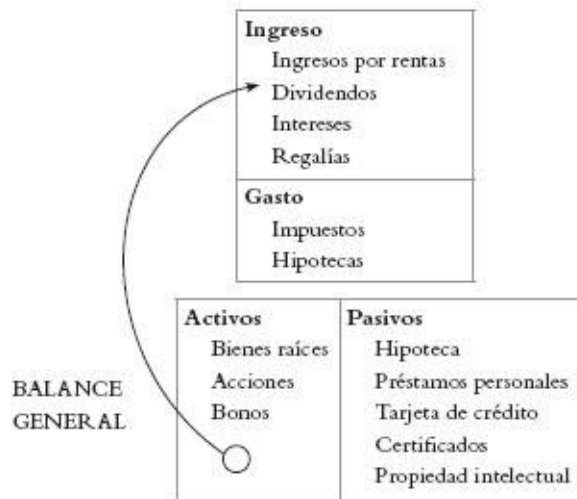 Ingreso
Ingresos por rentas
Dividendos
Intereses
Regalías
Gasto
Impuestos
Hipotecas
Activos
Bienes raíces
Acciones
Bonos
Pasivos
Hipoteca
Préstamos personales
Tarjeta de crédito
Certificados
Propiedad intelectual
BALANCE
GENERAL